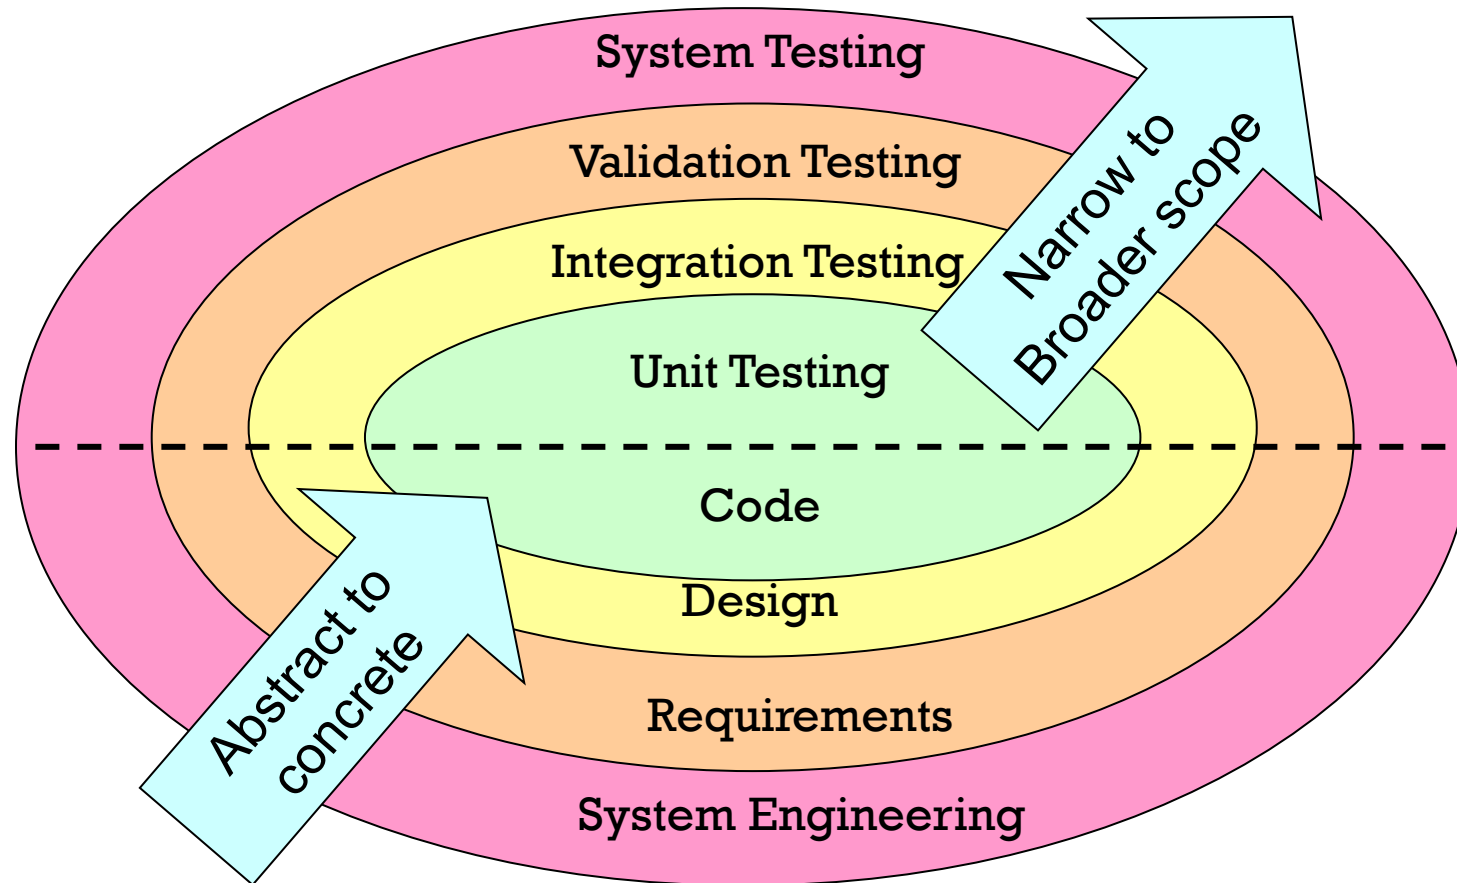 System Testing
Validation Testing
Integration Testing
Unit Testing
Narrow to
Broader scope
Code
Design
Requirements
System Engineering
Abstract to
concrete